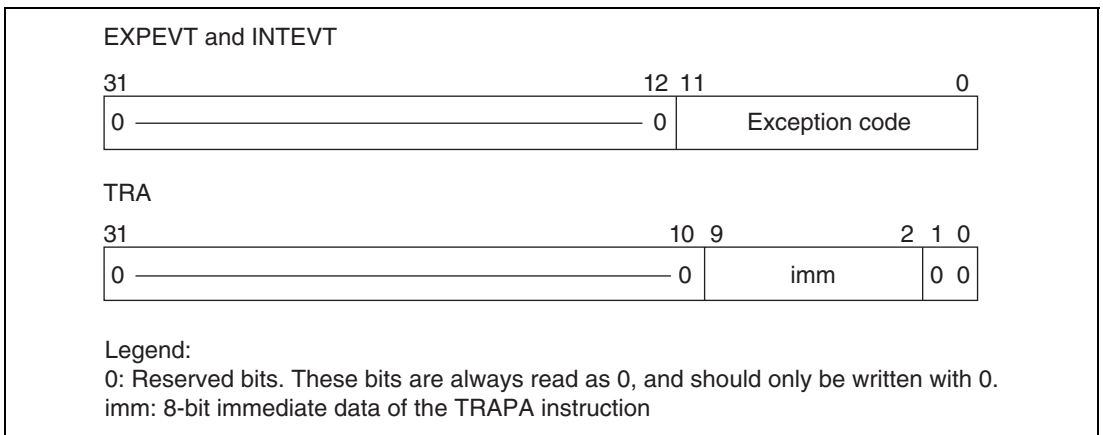 EXPEVT and INTEVT
31 12 11 0
0 0 Exception code
TRA
31 10 9 2 1 0
0 0 imm 0 0
Legend:
0: Reserved bits. These bits are always read as 0, and should only be written with 0.
imm: 8-bit immediate data of the TRAPA instruction